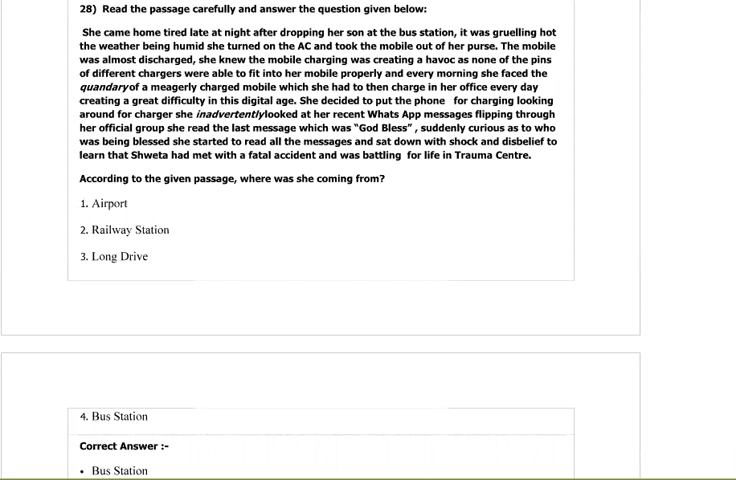 28) Read the passage carefully and answer the question given below:
She came home tired late at night after dropping her son at the bus station, it was gruelling hot
the weather being humid she turned on the AC and took the mobile out of her purse. The mobile
was almost discharged, she knew the mobile charging was creating a havoc as none of the pins
of different chargers were able to fit into her mobile properly and every morning she faced the
quandaryof a meagerly charged mobile which she had to then charge in her office every day
creating a great difficulty in this digital age. She decided to put the phone for charging looking
around for charger she inadvertentlylooked at her recent Whats App messages flipping through
her official group she read the last message which was “God Bless” , suddenly curious as to who
was being blessed she started to read all the messages and sat down with shock and disbelief to
learn that Shweta had met with a fatal accident and was battling for life in Trauma Centre.
According to the given passage, where was she coming from?
1. Airport
2. Railway Station
3. Long Drive
4. Bus Station
Correct Answer :-
• Bus Station